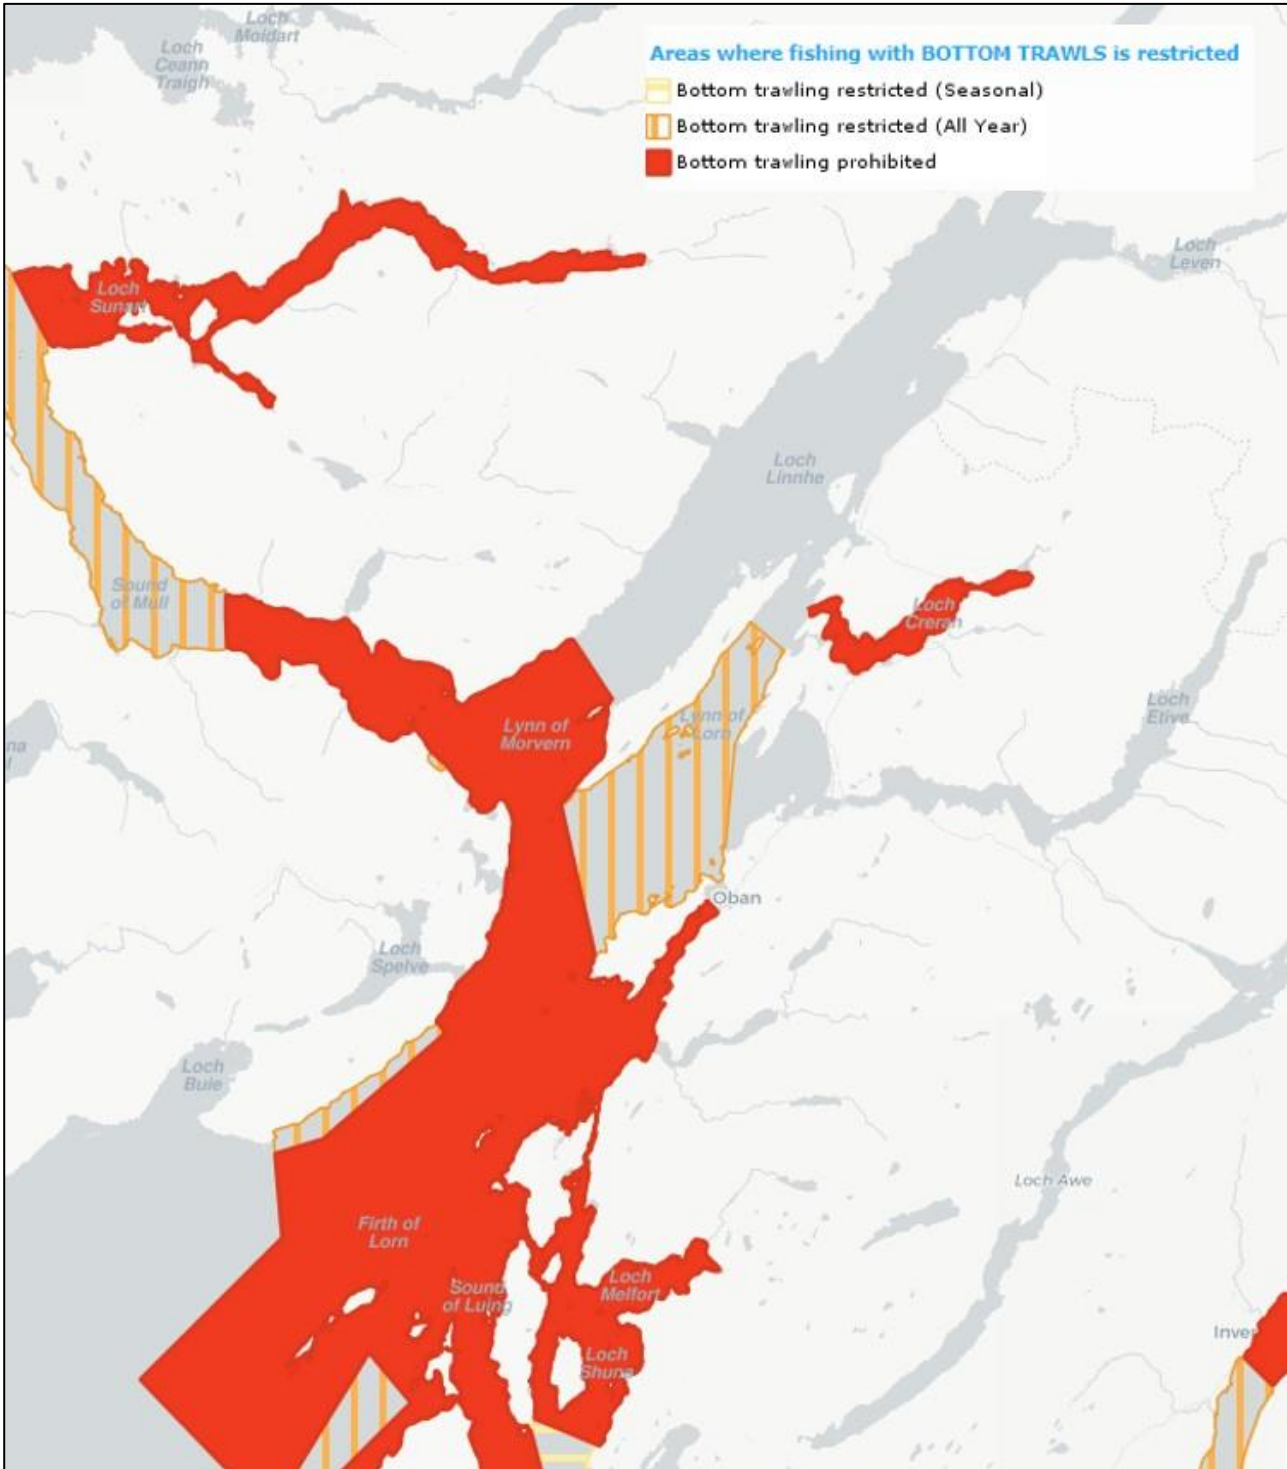 Loch
Moidart
Loch
Ceann
Traigh
Areas where fishing with BOTTOM TRAWLS is restricted
Bottom trawling restricted (Seasonal)
Bottom trawling restricted (All Year)
Bottom trawling prohibited
Loch
Leven
Loch
Sunart
Loch
Linnhe
Sound
of Mull
Loch
Creran
Loch
Etive
Lynn of
Morvern
Lynn of
Lorn
na
Oban
Loch
Spelve
Loch
Buie
Loch Awe
Firth of
Lorn
Sound
of Luing
Loch
Melfort
Loch
Shuna
Inver